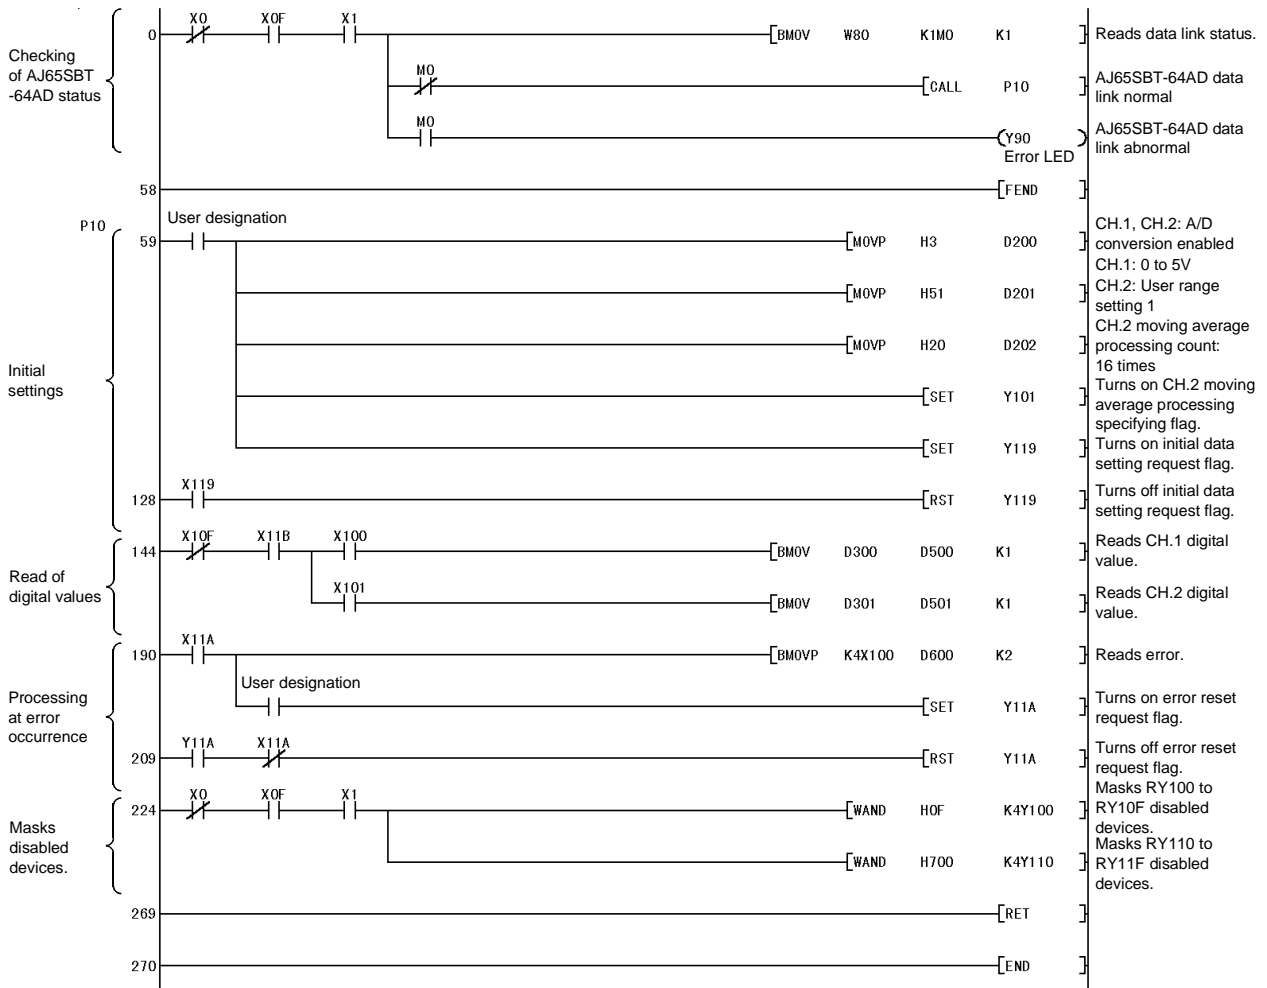 X0 X0F X1
0 BMOV W80 K1M0 K1 Reads data link status.
Checking
of AJ65SBT
-64AD status
M0
CALL P10 AJ65SBT-64AD data
link normal
M0
Y90 AJ65SBT-64AD data
link abnormal
Error LED
58 FEND
P10
User designation
59 MOVP H3 D200 CH.1, CH.2: A/D
conversion enabled
MOVP H51 D201 CH.1: 0 to 5V
CH.2: User range
setting 1
MOVP H20 D202 CH.2 moving average
processing count:
16 times
Initial
settings
SET Y101 Turns on CH.2 moving
average processing
specifying flag.
SET Y119 Turns on initial data
setting request flag.
X119
128 RST Y119 Turns off initial data
setting request flag.
X10F X11B X100
144 BMOV D300 D500 K1 Reads CH.1 digital
value.
Read of
digital values
X101
BMOV D301 D501 K1 Reads CH.2 digital
value.
X11A
190 BMOVP K4X100 D600 K2 Reads error.
Processing
at error
occurrence
User designation
SET Y11A Turns on error reset
request flag.
Y11A X11A
209 RST Y11A Turns off error reset
request flag.
X0 X0F X1
224 WAND H0F K4Y100 Masks RY100 to
RY10F disabled
devices.
Masks
disabled
devices.
WAND H700 K4Y110 Masks RY110 to
RY11F disabled
devices.
269 RET
270 END